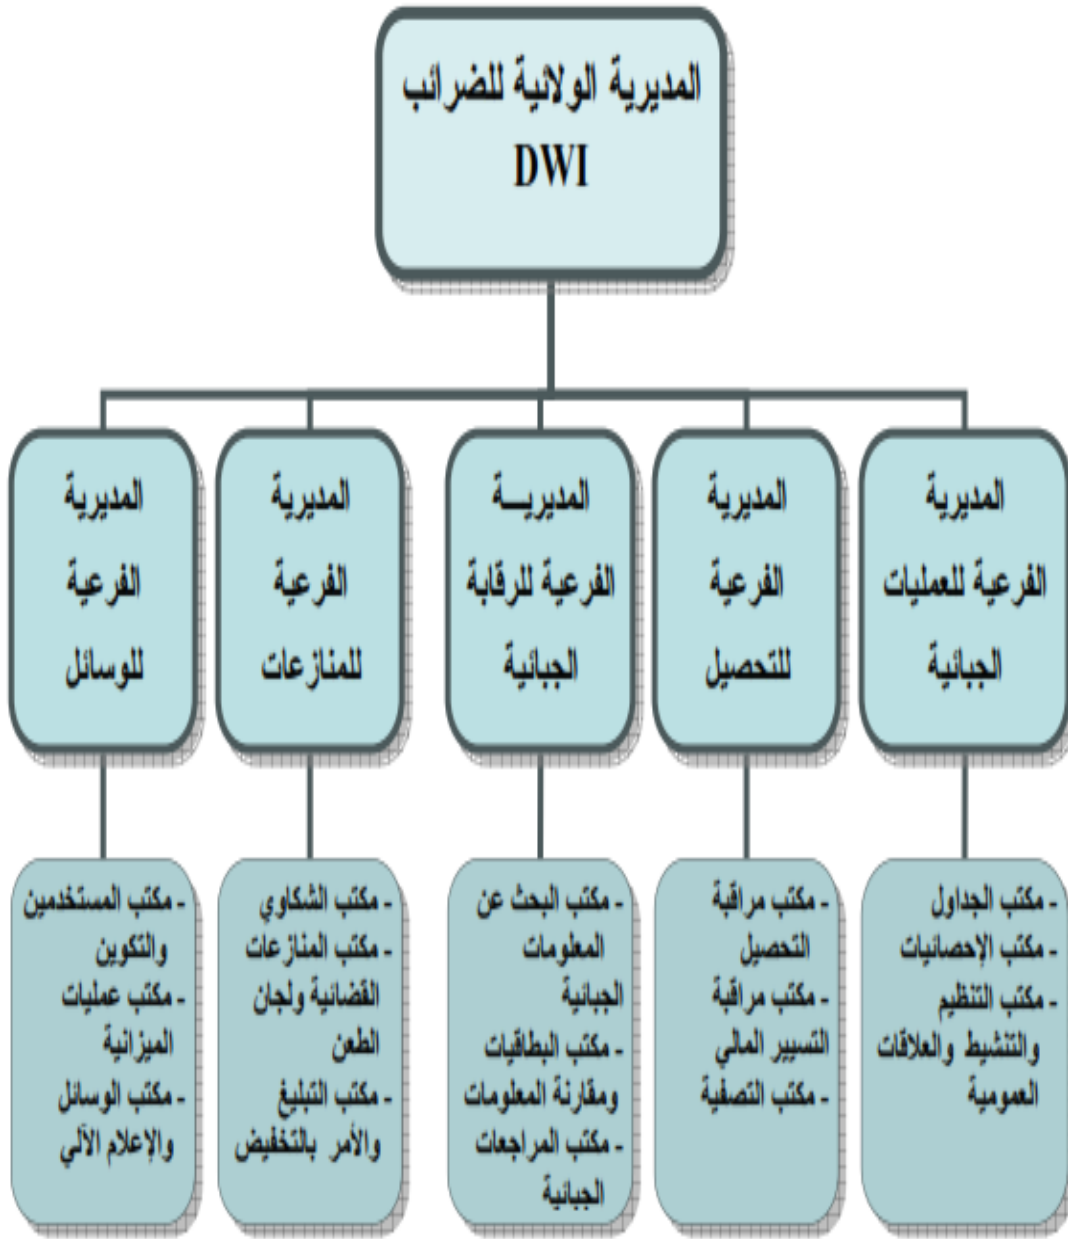 المديرية الولائية للضرائب
DWI
المديرية
الفرعية للعمليات
الجبائية
المديرية
الفرعية
للتحصيل
المديريـــة
الفرعية للرقابة
الجبائية
المديرية
الفرعية
للمنازعات
المديرية
الفرعية
للوسائل
- مكتب الجداول
- مكتب الإحصائيات
- مكتب التنظيم
والتنشيط والعلاقات
العمومية
- مكتب مراقبة
التحصيل
- مكتب مراقبة
التسيير المالي
- مكتب التصفية
- مكتب البحث عن
المعلومات
الجبائية
- مكتب البطاقيات
ومقارنة المعلومات
- مكتب المراجعات
الجبائية
- مكتب الشكاوي
- مكتب المنازعات
القضائية ولجان
الطعن
- مكتب التبليغ
والأمر بالتخفيض
- مكتب المستخدمين
والتكوين
- مكتب عمليات
الميزانية
- مكتب الوسائل
والإعلام الآلي